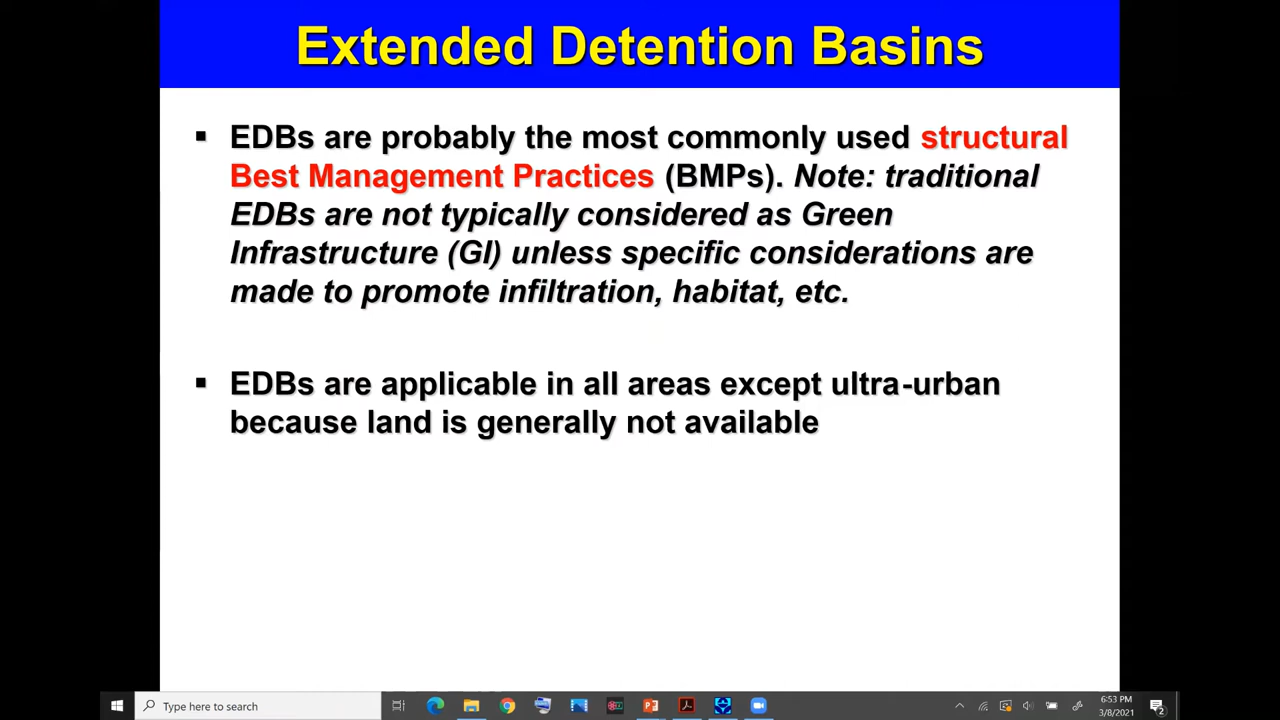 Extended Detention Basins
▪ EDBs are probably the most commonly used structural
Best Management Practices (BMPs). Note: traditional
EDBs are not typically considered as Green
Infrastructure (GI) unless specific considerations are
made to promote infiltration, habitat, etc.
▪ EDBs are applicable in all areas except ultra-urban
because land is generally not available
Type here to search
6:53 PM
3/8/2021
2